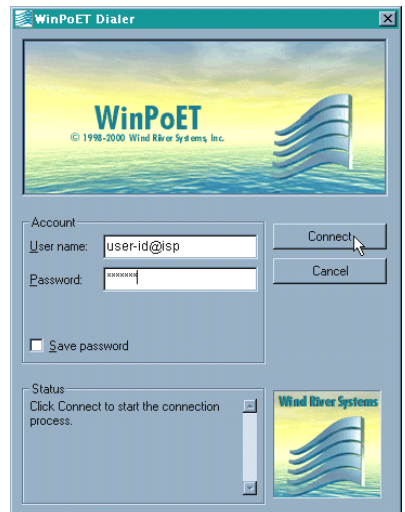 WinPoET Dialer
WinPoET
© 1998-2000 Wind River Systems, Inc.
Account
User name:
user-id@isp
Connect
Password:
×××××××
Cancel
Save password
Status
Click Connect to start the connection
process.
Wind River Systems